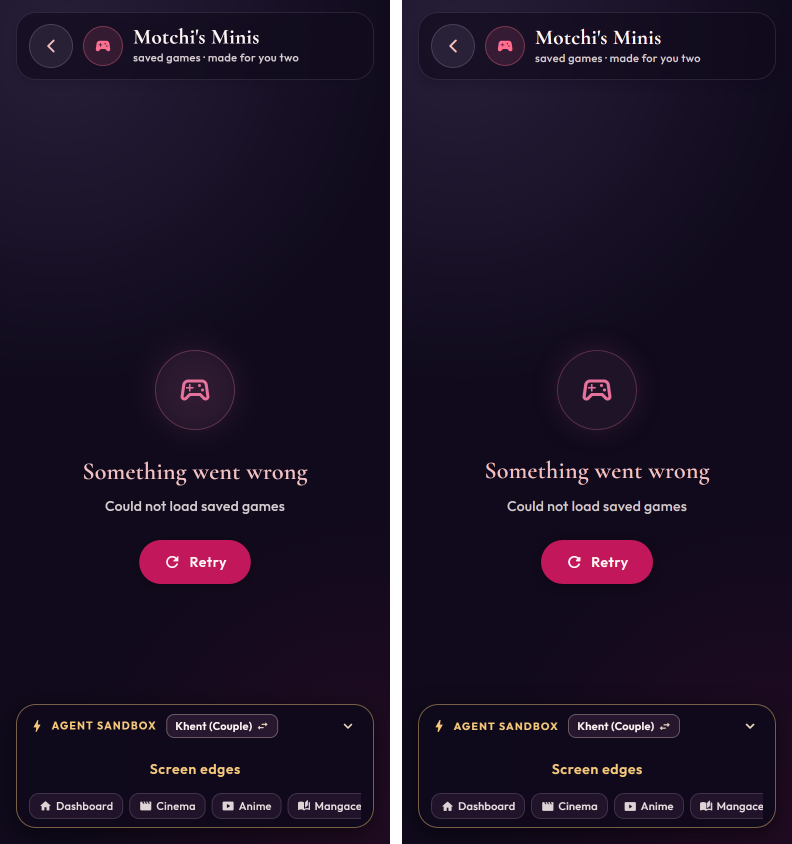 Motchi's Minis
saved games · made for you two
Something went wrong
Could not load saved games
Retry
AGENT SANDBOX
Khent (Couple)
Screen edges
Dashboard
Cinema
Anime
Mangace
Motchi's Minis
saved games · made for you two
Something went wrong
Could not load saved games
Retry
AGENT SANDBOX
Khent (Couple)
Screen edges
Dashboard
Cinema
Anime
Mangace